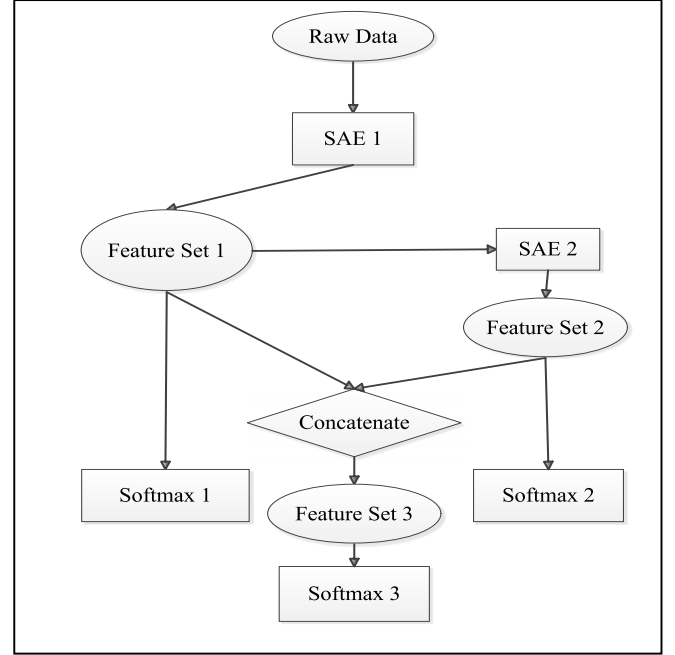 Raw Data
SAE 1
Feature Set 1
SAE 2
Feature Set 2
Concatenate
Softmax 1
Softmax 2
Feature Set 3
Softmax 3